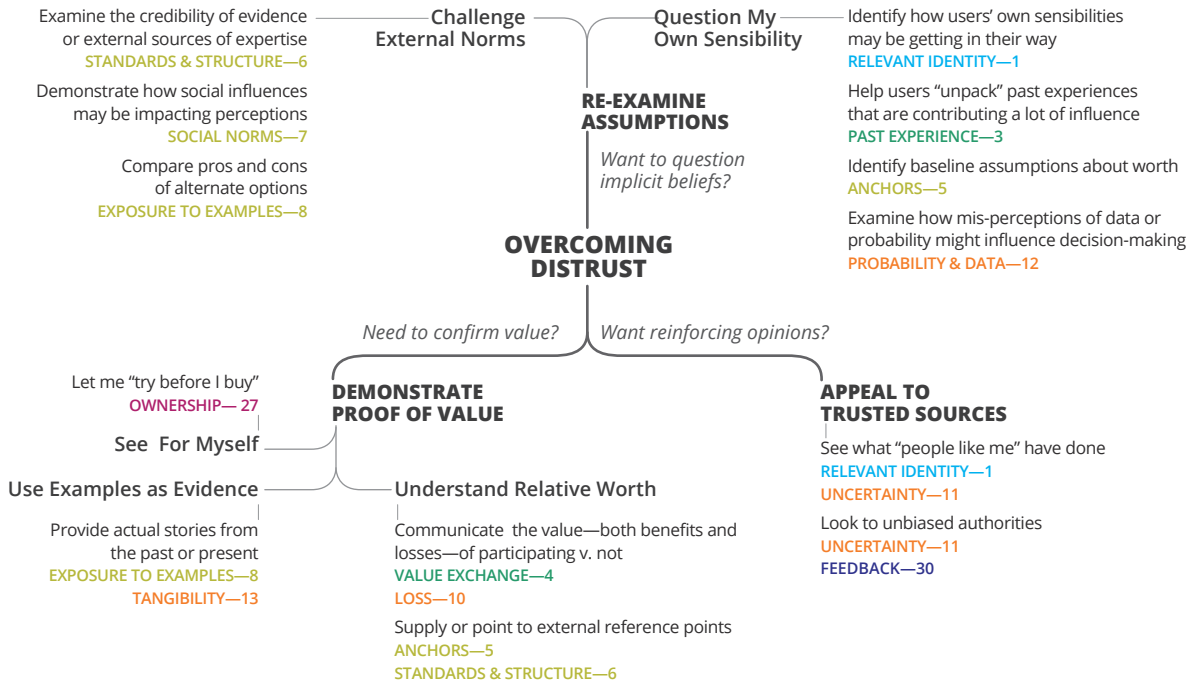 Examine the credibility of evidence
or external sources of expertise
STANDARDS & STRUCTURE—6
Demonstrate how social influences
may be impacting perceptions
SOCIAL NORMS—7
Compare pros and cons
of alternate options
EXPOSURE TO EXAMPLES—8
Challenge
External Norms
Question My
Own Sensibility
Identify how users’ own sensibilities
may be getting in their way
RELEVANT IDENTITY—1
Help users “unpack” past experiences
that are contributing a lot of influence
PAST EXPERIENCE—3
Identify baseline assumptions about worth
ANCHORS—5
Examine how mis-perceptions of data or
probability might influence decision-making
PROBABILITY & DATA—12
RE-EXAMINE
ASSUMPTIONS
Want to question
implicit beliefs?
OVERCOMING
DISTRUST
Need to confirm value?
Want reinforcing opinions?
Let me “try before I buy”
OWNERSHIP— 27
See For Myself
DEMONSTRATE
PROOF OF VALUE
Use Examples as Evidence
Provide actual stories from
the past or present
EXPOSURE TO EXAMPLES—8
TANGIBILITY—13
Understand Relative Worth
Communicate the value—both benefits and
losses—of participating v. not
VALUE EXCHANGE—4
LOSS—10
Supply or point to external reference points
ANCHORS—5
STANDARDS & STRUCTURE—6
APPEAL TO
TRUSTED SOURCES
See what “people like me” have done
RELEVANT IDENTITY—1
UNCERTAINTY—11
Look to unbiased authorities
UNCERTAINTY—11
FEEDBACK—30